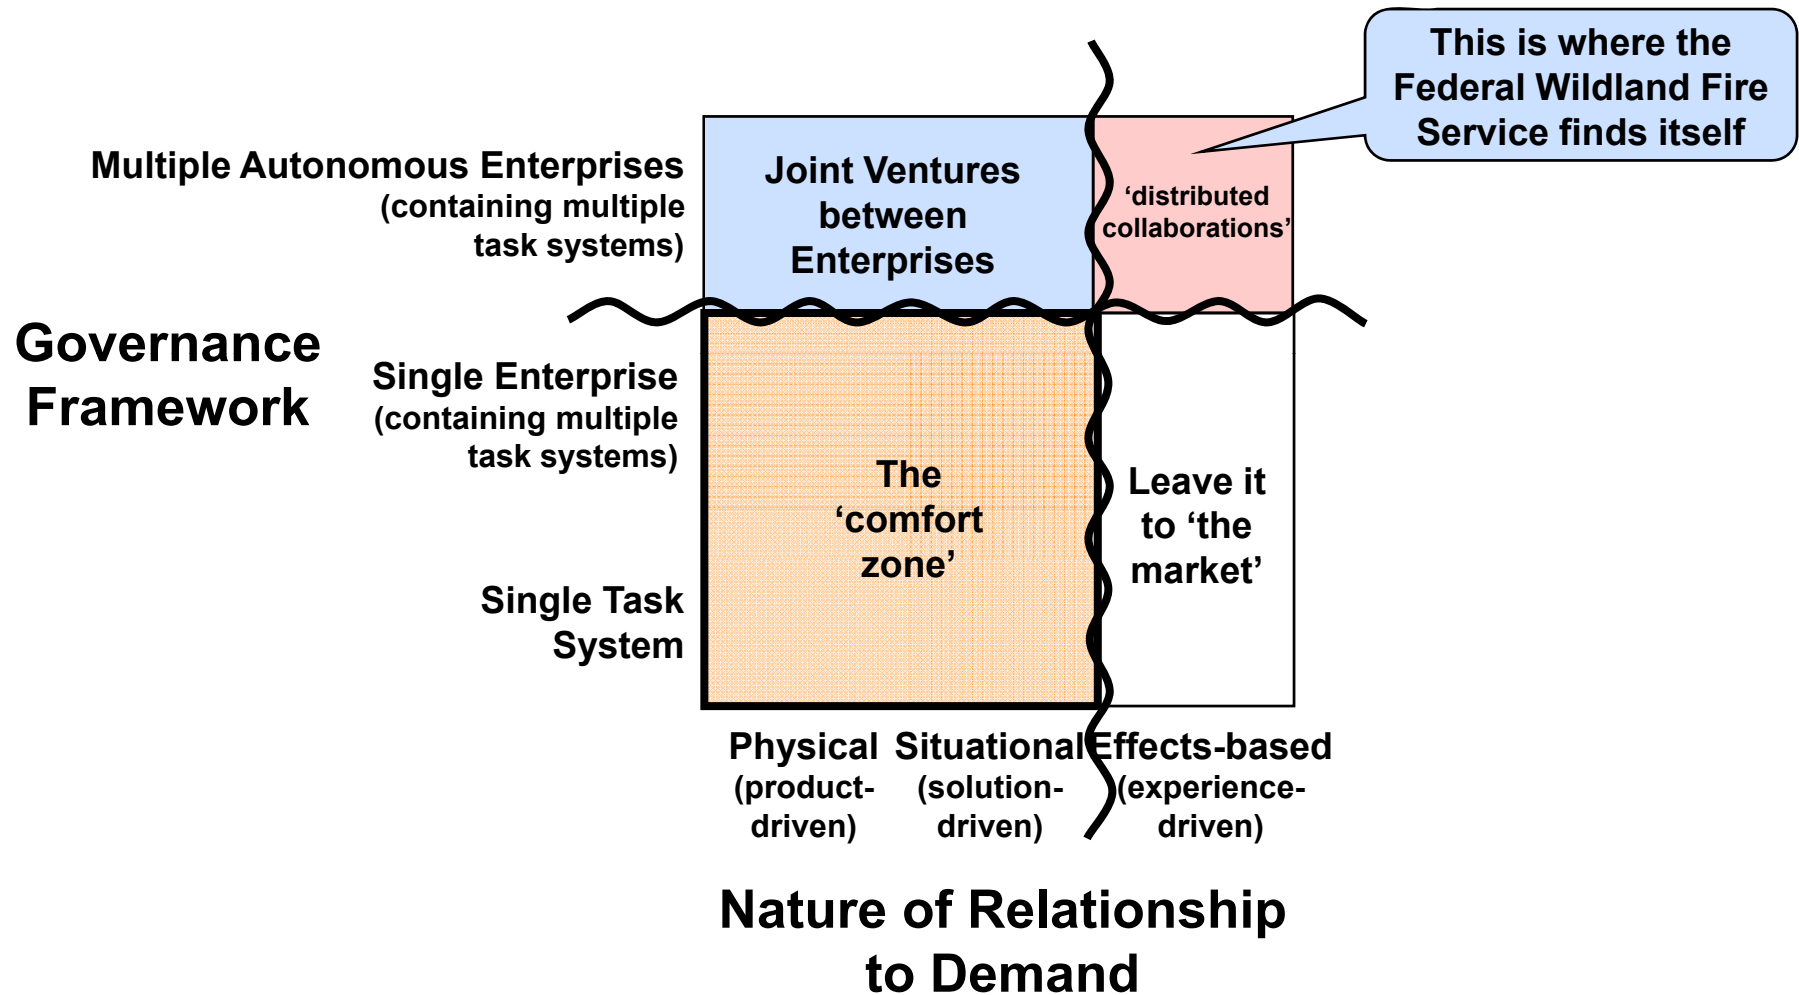 This is where the
Federal Wildland Fire
Service finds itself
Multiple Autonomous Enterprises
(containing multiple
task systems)
Joint Ventures
between
Enterprises
‘distributed
collaborations’
Governance
Framework
Single Enterprise
(containing multiple
task systems)
The
‘comfort
zone’
Leave it
to ‘the
market’
Single Task
System
Physical
(product-
driven)
Situational
(solution-
driven)
Effects-based
(experience-
driven)
Nature of Relationship
to Demand